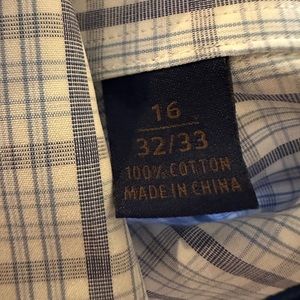 16
32/33
100% COTTON
MADE IN CHINA